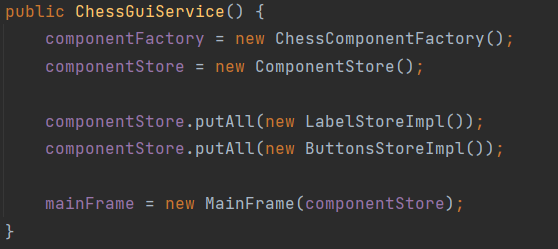 public ChessGuiService() {
componentFactory = new ChessComponentFactory();
componentStore = new ComponentStore();
componentStore.putAll(new LabelStoreImpl());
componentStore.putAll(new ButtonsStoreImpl());
mainFrame = new MainFrame(componentStore);
}